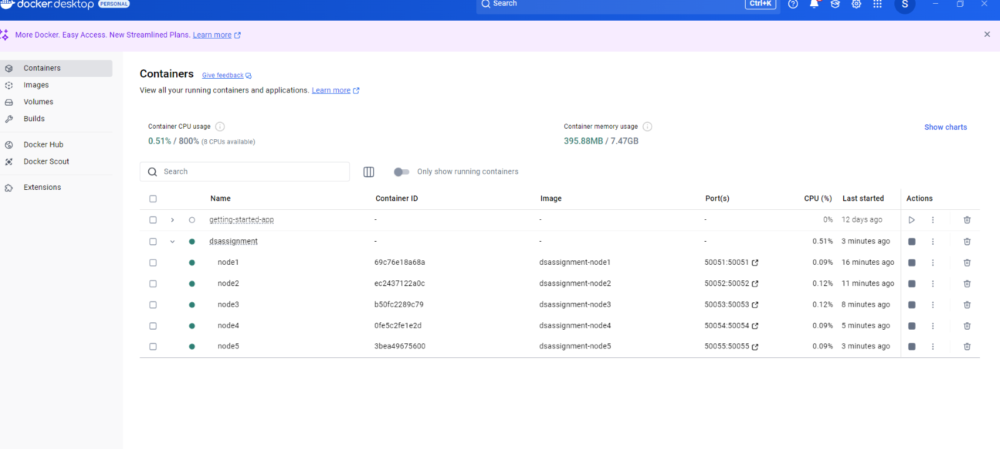 docker.desktop PERSONAL Search Ctrl+K S
More Docker. Easy Access. New Streamlined Plans. Learn more
Containers
Images
Volumes
Builds
Docker Hub
Docker Scout
Extensions
Containers Give feedback
View all your running containers and applications. Learn more
Container CPU usage
0.51% / 800% (8 CPUs available)
Container memory usage
395.88MB / 7.47GB
Show charts
Search Only show running containers
Name Container ID Image Port(s) CPU (%) Last started Actions
getting-started-app - - - 0% 12 days ago
dsassignment - - - 0.51% 3 minutes ago
node1 69c76e18a68a dsassignment-node1 50051:50051 0.09% 16 minutes ago
node2 ec2437122a0c dsassignment-node2 50052:50052 0.12% 11 minutes ago
node3 b50fc2289c79 dsassignment-node3 50053:50053 0.12% 8 minutes ago
node4 0fe5c2fe1e2d dsassignment-node4 50054:50054 0.09% 5 minutes ago
node5 3bea49675600 dsassignment-node5 50055:50055 0.09% 3 minutes ago